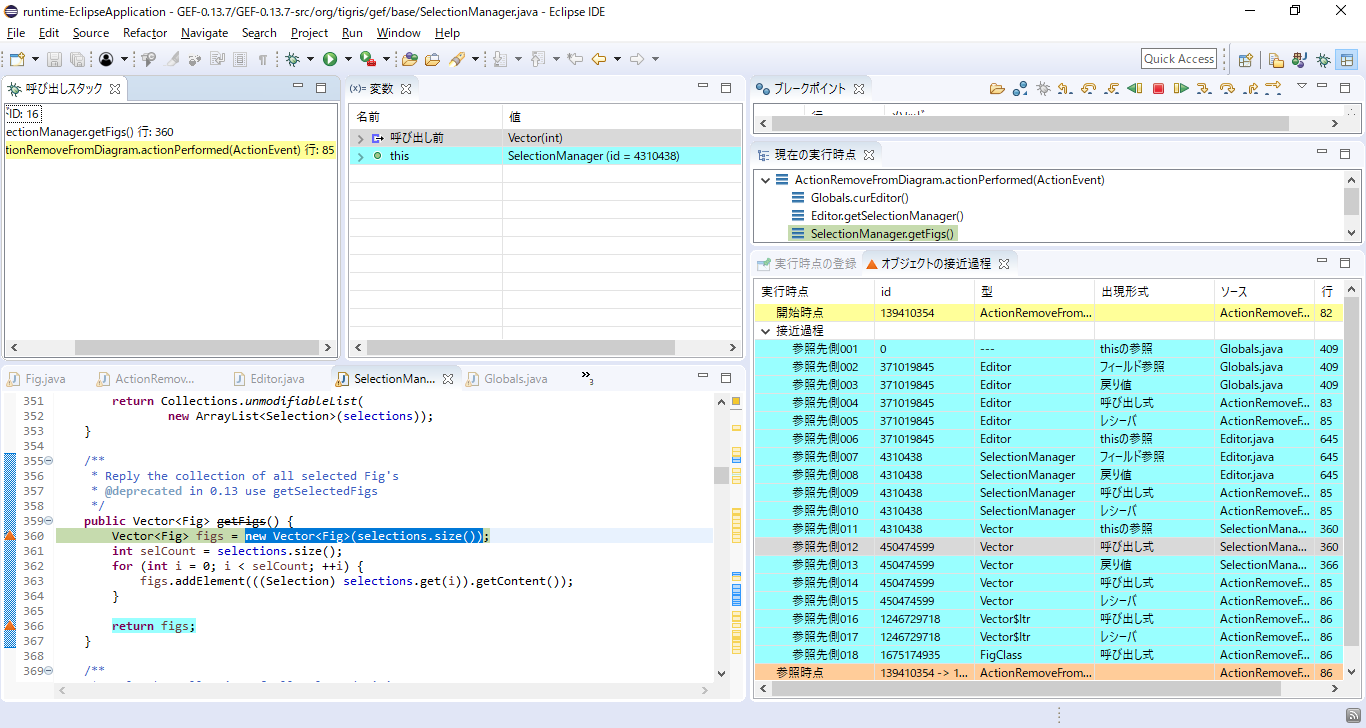 runtime-EclipseApplication - GEF-0.13.7/GEF-0.13.7-src/org/tigris/gef/base/SelectionManager.java - Eclipse IDE
File Edit Source Refactor Navigate Search Project Run Window Help
Quick Access
呼び出しスタック
ID: 16
ectionManager.getFigs() 行: 360
tionRemoveFromDiagram.actionPerformed(ActionEvent) 行: 85
(x)= 変数
名前 値
呼び出し前 Vector(int)
this SelectionManager (id = 4310438)
ブレークポイント
現在の実行時点
ActionRemoveFromDiagram.actionPerformed(ActionEvent)
Globals.curEditor()
Editor.getSelectionManager()
SelectionManager.getFigs()
実行時点の登録 オブジェクトの接近過程
実行時点 id 型 出現形式 ソース 行
開始時点 139410354 ActionRemoveFrom... ActionRemoveF... 82
接近過程
参照先側001 0 --- thisの参照 Globals.java 409
参照先側002 371019845 Editor フィールド参照 Globals.java 409
参照先側003 371019845 Editor 戻り値 Globals.java 409
参照先側004 371019845 Editor 呼び出し式 ActionRemoveF... 83
参照先側005 371019845 Editor レシーバ ActionRemoveF... 85
参照先側006 371019845 Editor thisの参照 Editor.java 645
参照先側007 4310438 SelectionManager フィールド参照 Editor.java 645
参照先側008 4310438 SelectionManager 戻り値 Editor.java 645
参照先側009 4310438 SelectionManager 呼び出し式 ActionRemoveF... 85
参照先側010 4310438 SelectionManager レシーバ ActionRemoveF... 85
参照先側011 4310438 Vector thisの参照 SelectionMana... 360
参照先側012 450474599 Vector 呼び出し式 SelectionMana... 360
参照先側013 450474599 Vector 戻り値 SelectionMana... 366
参照先側014 450474599 Vector 呼び出し式 ActionRemoveF... 85
参照先側015 450474599 Vector レシーバ ActionRemoveF... 86
参照先側016 1246729718 Vector$Itr 呼び出し式 ActionRemoveF... 86
参照先側017 1246729718 Vector$Itr レシーバ ActionRemoveF... 86
参照先側018 1675174935 FigClass 呼び出し式 ActionRemoveF... 86
参照時点 139410354 -> 1... ActionRemoveFrom... ActionRemoveF... 86
Fig.java ActionRemov... Editor.java SelectionMan... Globals.java »3
351 return Collections.unmodifiableList(
352 new ArrayList<Selection>(selections));
353 }
354
355 /**
356 * Reply the collection of all selected Fig's
357 * @deprecated in 0.13 use getSelectedFigs
358 */
359 public Vector<Fig> getFigs() {
360 Vector<Fig> figs = new Vector<Fig>(selections.size());
361 int selCount = selections.size();
362 for (int i = 0; i < selCount; ++i) {
363 figs.addElement(((Selection) selections.get(i)).getContent());
364 }
365
366 return figs;
367 }
368
369 /**